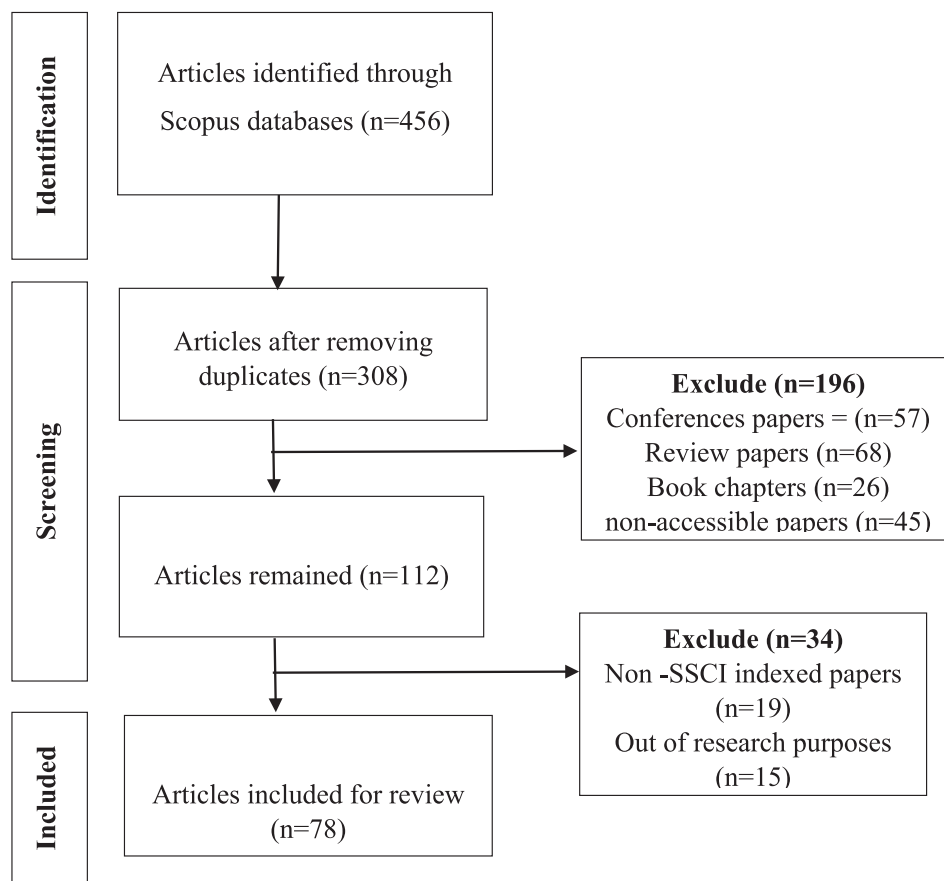 Identification
Articles identified through
Scopus databases (n=456)
Screening
Articles after removing
duplicates (n=308)
Exclude (n=196)
Conferences papers = (n=57)
Review papers (n=68)
Book chapters (n=26)
non-accessible papers (n=45)
Articles remained (n=112)
Exclude (n=34)
Non -SSCI indexed papers
(n=19)
Out of research purposes
(n=15)
Included
Articles included for review
(n=78)